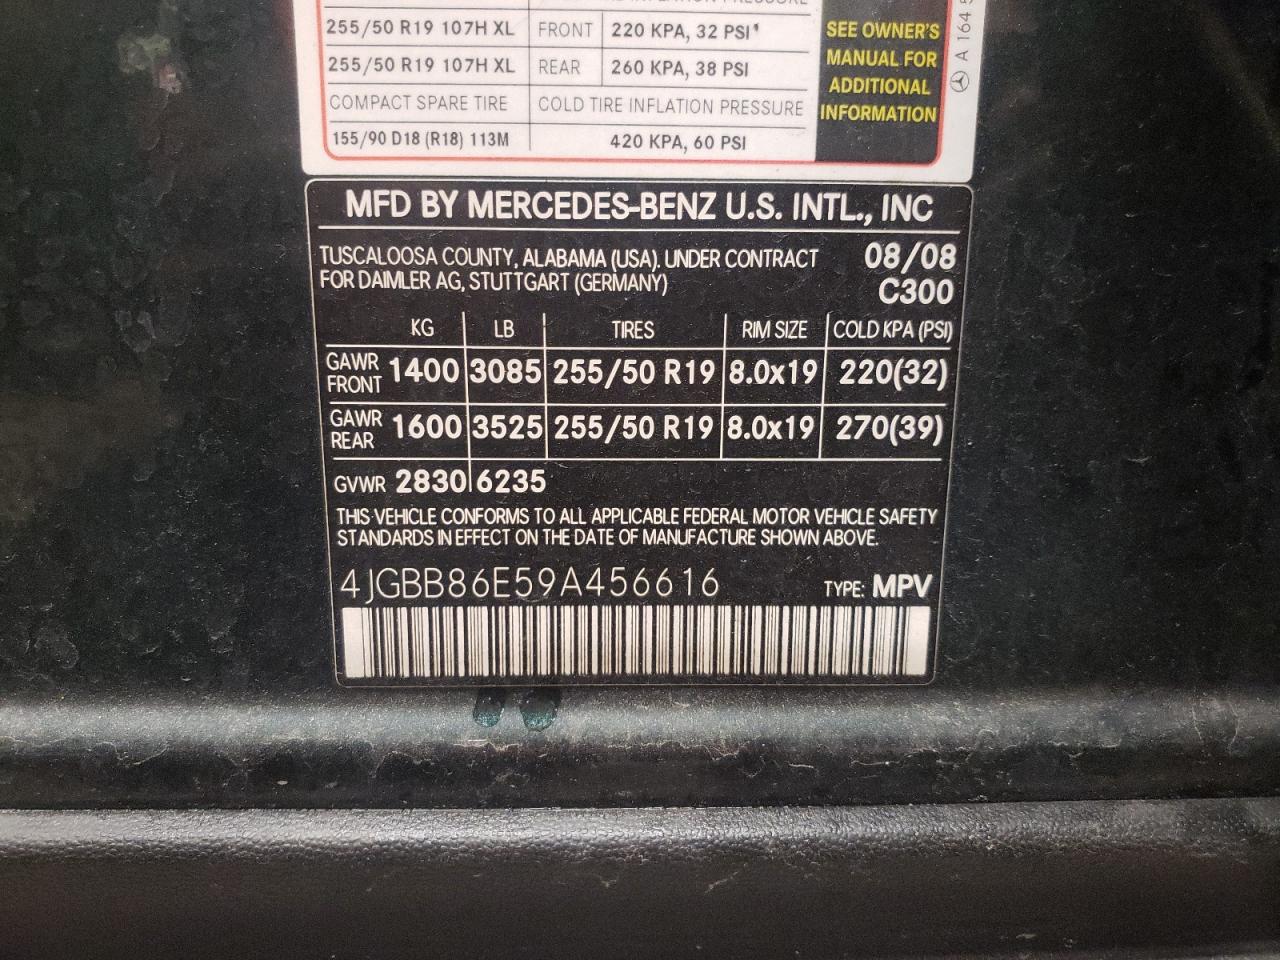 INFLATION PRESSURE
255/50 R19 107H XL FRONT 220 KPA, 32 PSI*
255/50 R19 107H XL REAR 260 KPA, 38 PSI
COMPACT SPARE TIRE COLD TIRE INFLATION PRESSURE
155/90 D18 (R18) 113M 420 KPA, 60 PSI
SEE OWNER'S
MANUAL FOR
ADDITIONAL
INFORMATION
A 164 5
MFD BY MERCEDES-BENZ U.S. INTL., INC
TUSCALOOSA COUNTY, ALABAMA (USA). UNDER CONTRACT 08/08
FOR DAIMLER AG, STUTTGART (GERMANY) C300
KG LB TIRES RIM SIZE COLD KPA (PSI)
GAWR FRONT 1400 3085 255/50 R19 8.0x19 220(32)
GAWR REAR 1600 3525 255/50 R19 8.0x19 270(39)
GVWR 2830 6235
THIS VEHICLE CONFORMS TO ALL APPLICABLE FEDERAL MOTOR VEHICLE SAFETY
STANDARDS IN EFFECT ON THE DATE OF MANUFACTURE SHOWN ABOVE.
4JGBB86E59A456616 TYPE: MPV